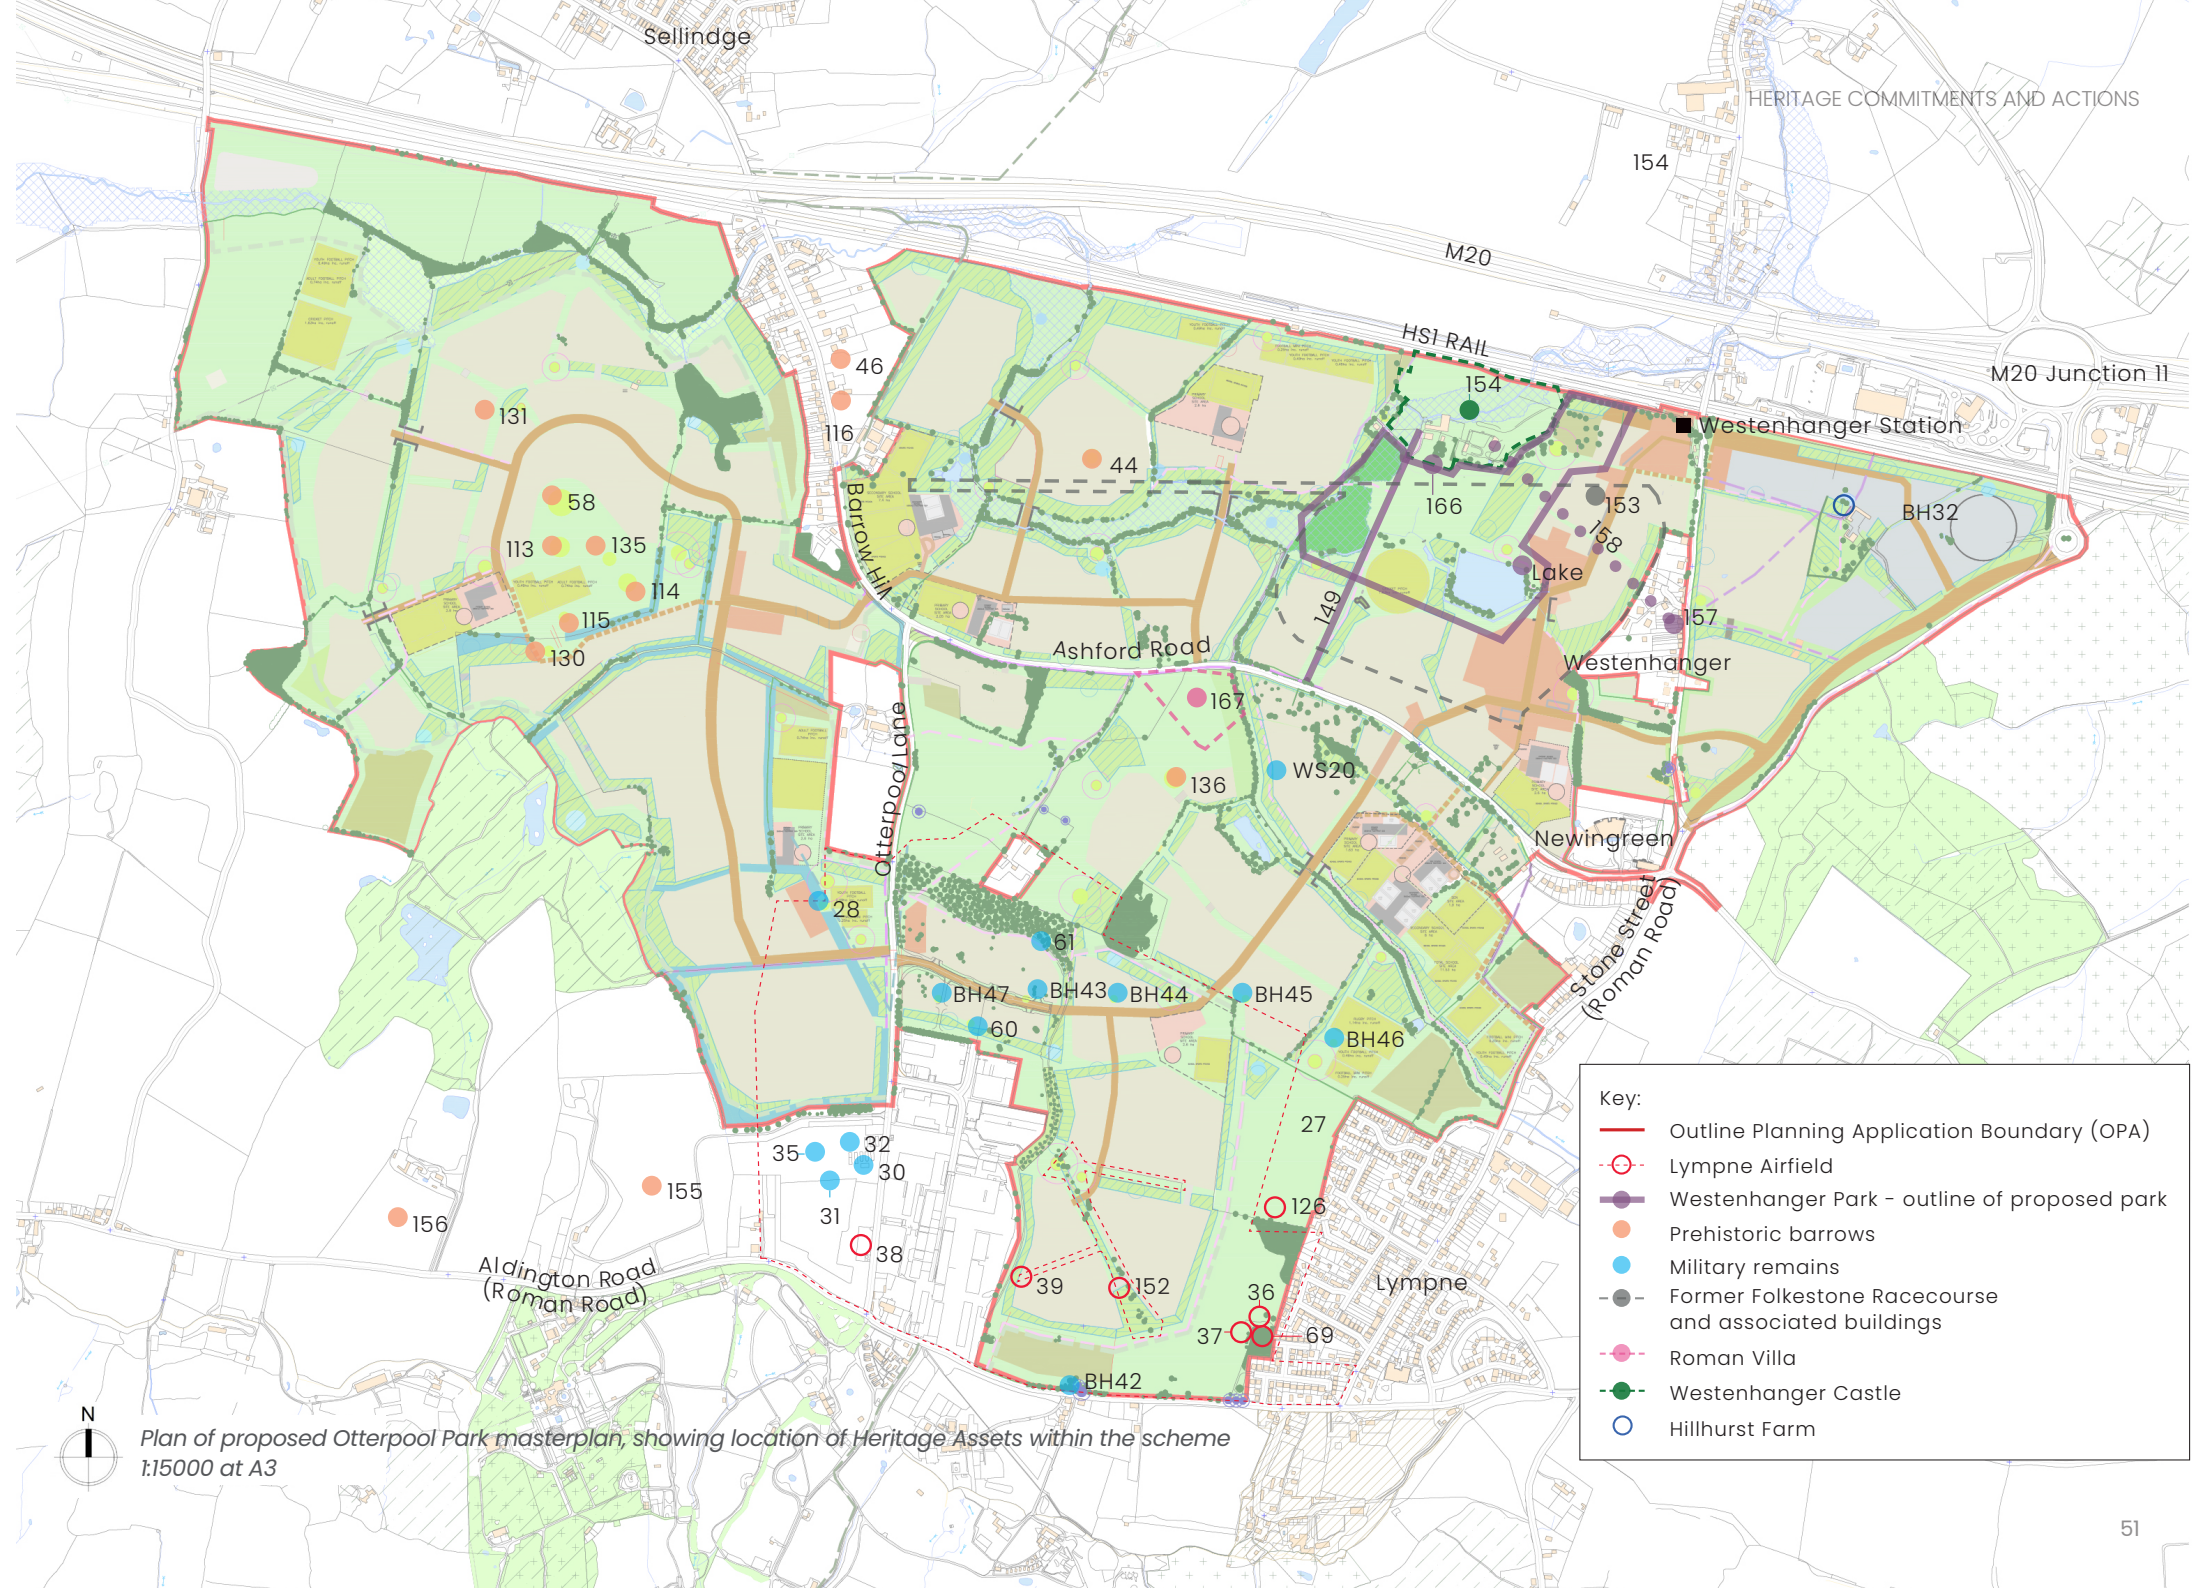 Sellindge
HERITAGE COMMITMENTS AND ACTIONS
154
M20
HS1 RAIL
M20 Junction 11
46
154
131
116
Westenhanger Station
44
58
166
153
BH32
Barrow Hill
113
135
158
Lake
114
149
115
157
130
Ashford Road
Westenhanger
167
Otterpool Lane
WS20
136
Newingreen
28
61
Stone Street
(Roman Road)
BH47
BH43
BH44
BH45
60
BH46
27
35
32
30
155
31
156
126
38
Aldington Road
(Roman Road)
39
152
Lympne
36
37
69
BH42
Key:
Outline Planning Application Boundary (OPA)
Lympne Airfield
Westenhanger Park - outline of proposed park
Prehistoric barrows
Military remains
Former Folkestone Racecourse
and associated buildings
Roman Villa
Westenhanger Castle
Hillhurst Farm
N
Plan of proposed Otterpool Park masterplan, showing location of Heritage Assets within the scheme
1:15000 at A3
51